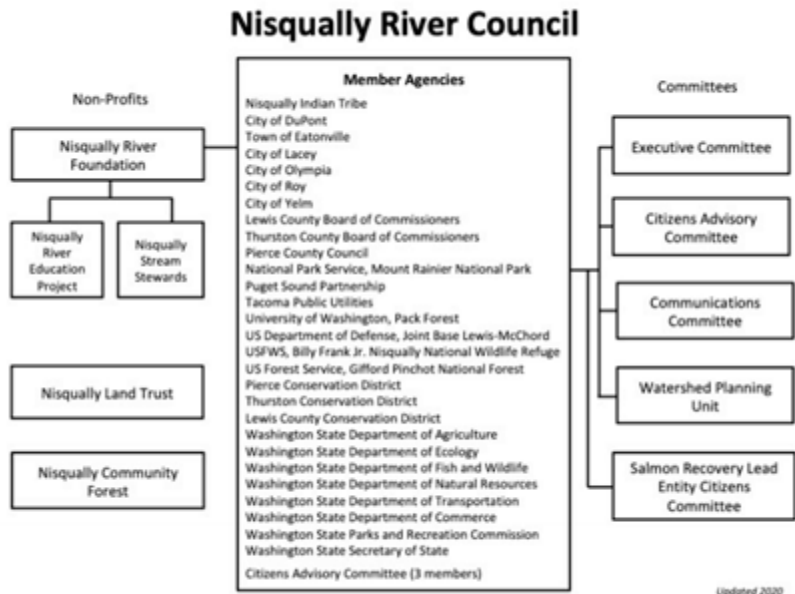 Nisqually River Council
Non-Profits
Nisqually River
Foundation
Nisqually
River
Education
Project
Nisqually
Stream
Stewards
Nisqually Land Trust
Nisqually Community
Forest
Member Agencies
Nisqually Indian Tribe
City of DuPont
Town of Eatonville
City of Lacey
City of Olympia
City of Roy
City of Yelm
Lewis County Board of Commissioners
Thurston County Board of Commissioners
Pierce County Council
National Park Service, Mount Rainier National Park
Puget Sound Partnership
Tacoma Public Utilities
University of Washington, Pack Forest
US Department of Defense, Joint Base Lewis-McChord
USFWS, Billy Frank Jr. Nisqually National Wildlife Refuge
US Forest Service, Gifford Pinchot National Forest
Pierce Conservation District
Thurston Conservation District
Lewis County Conservation District
Washington State Department of Agriculture
Washington State Department of Ecology
Washington State Department of Fish and Wildlife
Washington State Department of Natural Resources
Washington State Department of Transportation
Washington State Department of Commerce
Washington State Parks and Recreation Commission
Washington State Secretary of State
Citizens Advisory Committee (3 members)
Committees
Executive Committee
Citizens Advisory
Committee
Communications
Committee
Watershed Planning
Unit
Salmon Recovery Lead
Entity Citizens
Committee
Updated 2020